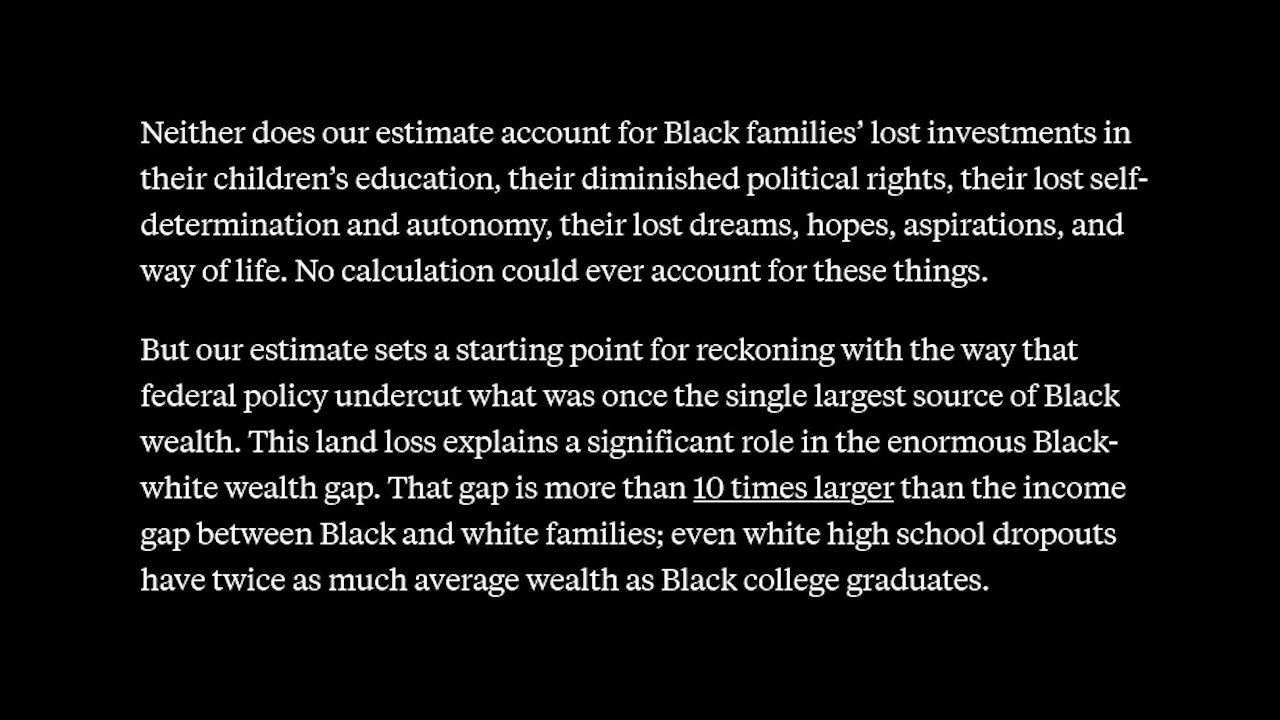 Neither does our estimate account for Black families’ lost investments in
their children’s education, their diminished political rights, their lost self-
determination and autonomy, their lost dreams, hopes, aspirations, and
way of life. No calculation could ever account for these things.
But our estimate sets a starting point for reckoning with the way that
federal policy undercut what was once the single largest source of Black
wealth. This land loss explains a significant role in the enormous Black-
white wealth gap. That gap is more than 10 times larger than the income
gap between Black and white families; even white high school dropouts
have twice as much average wealth as Black college graduates.